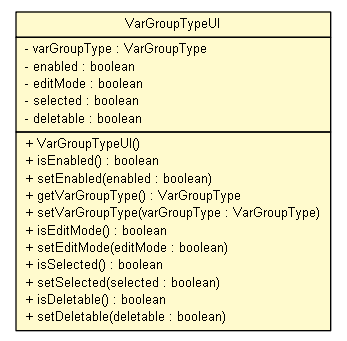 VarGroupTypeUI
- varGroupType : VarGroupType
- enabled : boolean
- editMode : boolean
- selected : boolean
- deletable : boolean
+ VarGroupTypeUI()
+ isEnabled() : boolean
+ setEnabled(enabled : boolean)
+ getVarGroupType() : VarGroupType
+ setVarGroupType(varGroupType : VarGroupType)
+ isEditMode() : boolean
+ setEditMode(editMode : boolean)
+ isSelected() : boolean
+ setSelected(selected : boolean)
+ isDeletable() : boolean
+ setDeletable(deletable : boolean)